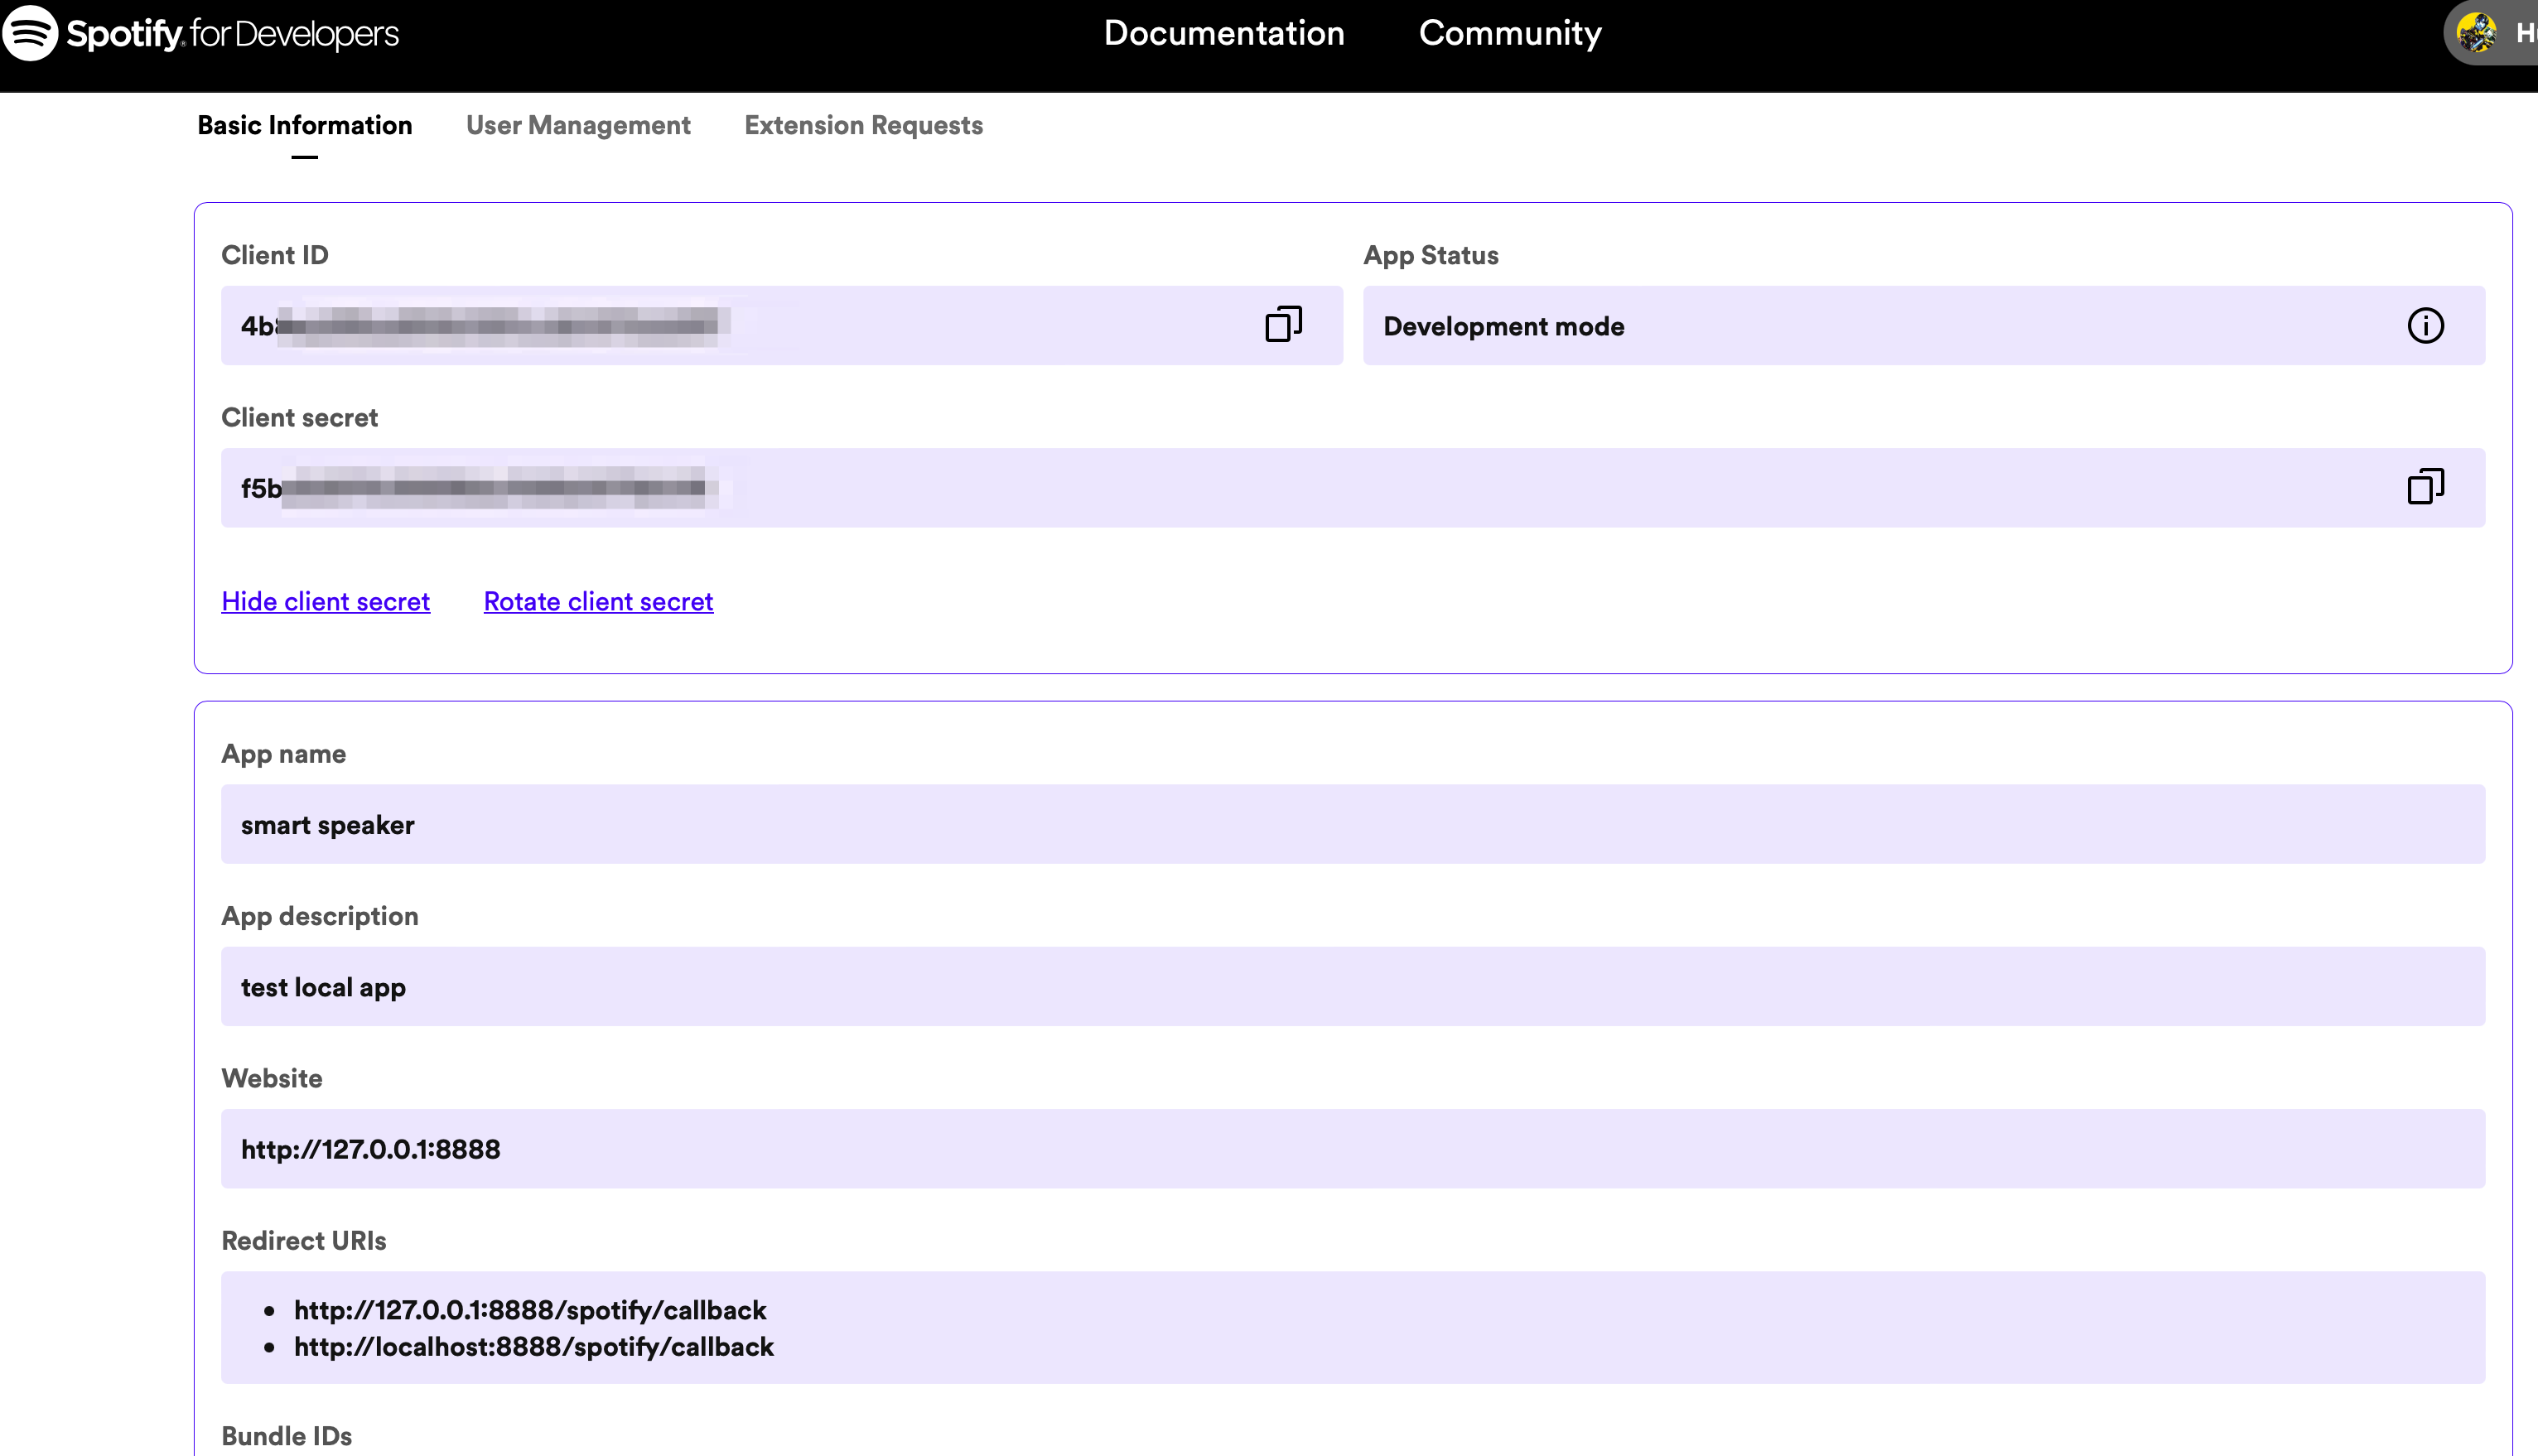 Spotify for Developers
Documentation
Community
Basic Information
User Management
Extension Requests
Client ID
App Status
4b
Development mode
Client secret
f5b
Hide client secret
Rotate client secret
App name
smart speaker
App description
test local app
Website
http://127.0.0.1:8888
Redirect URIs
http://127.0.0.1:8888/spotify/callback
http://localhost:8888/spotify/callback
Bundle IDs